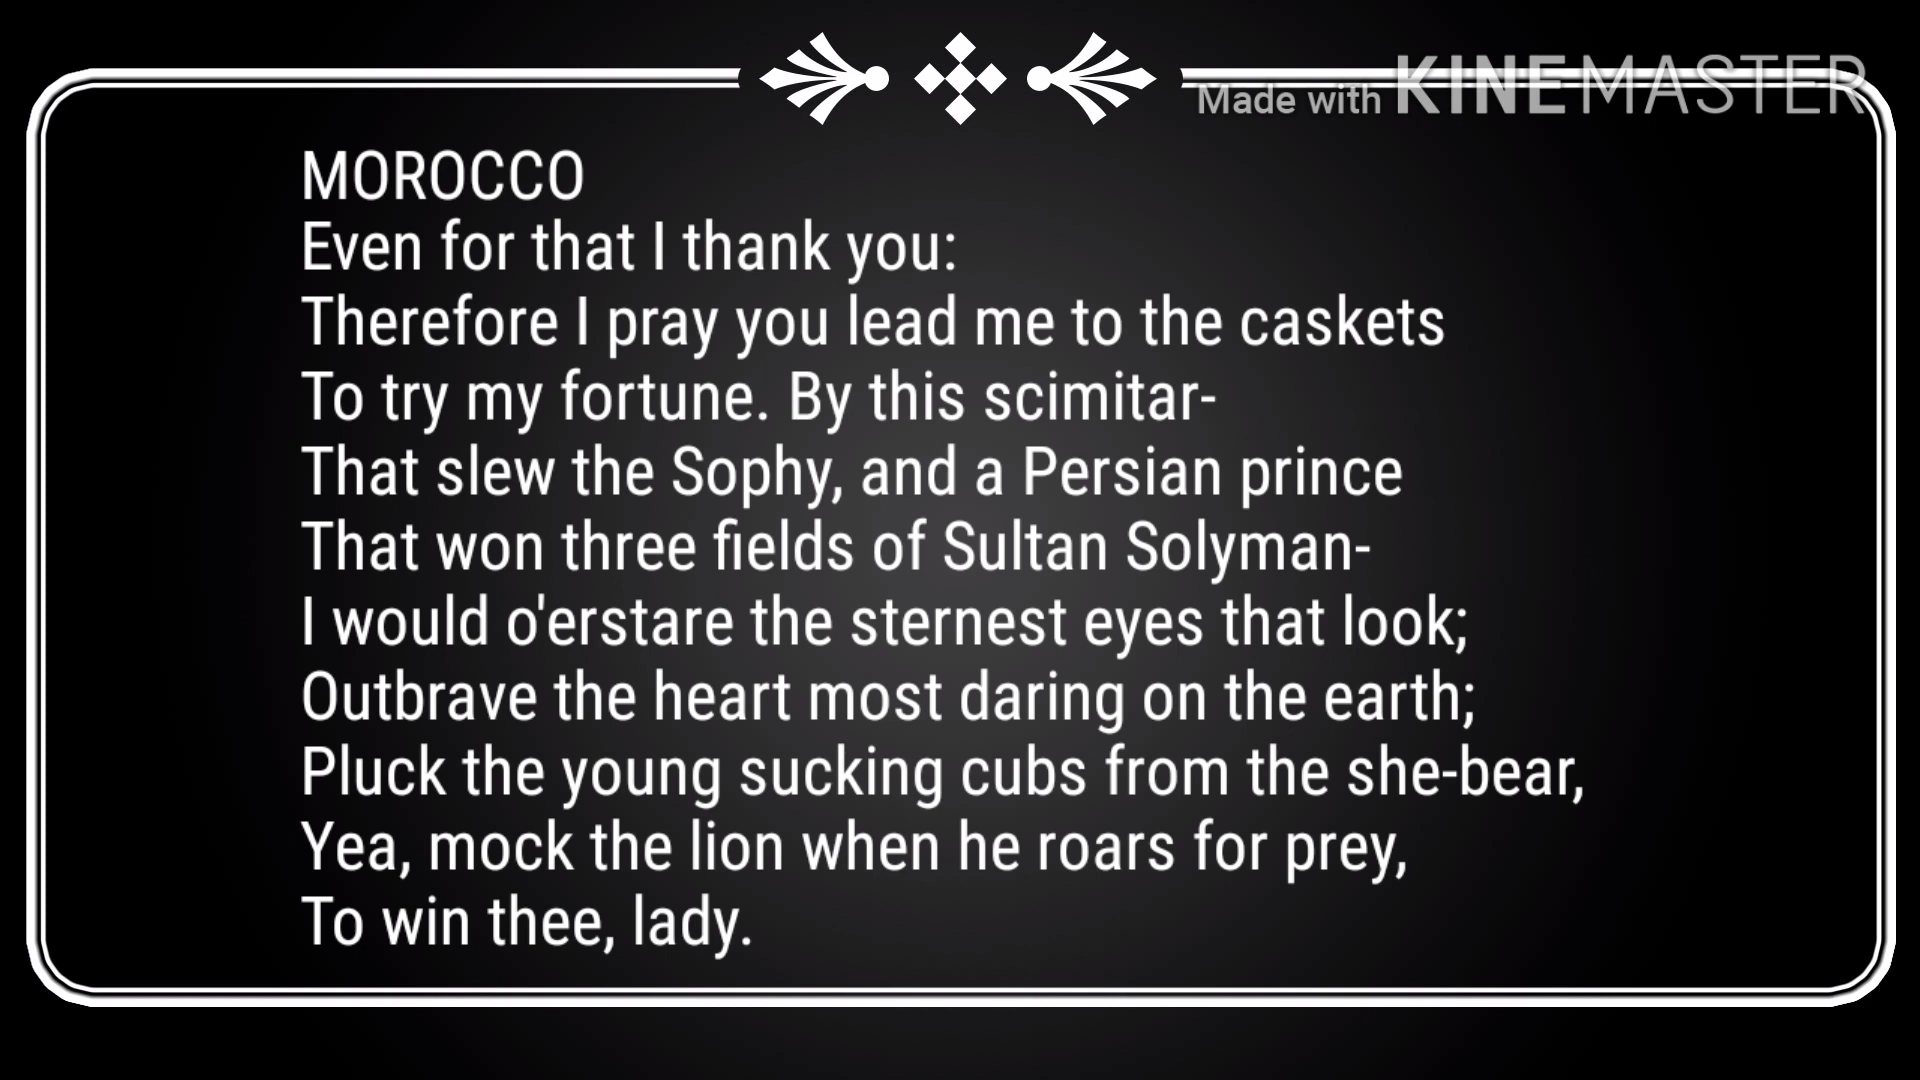 Made with KINEMASTER
MOROCCO
Even for that I thank you:
Therefore I pray you lead me to the caskets
To try my fortune. By this scimitar-
That slew the Sophy, and a Persian prince
That won three fields of Sultan Solyman-
I would o'erstare the sternest eyes that look;
Outbrave the heart most daring on the earth;
Pluck the young sucking cubs from the she-bear,
Yea, mock the lion when he roars for prey,
To win thee, lady.